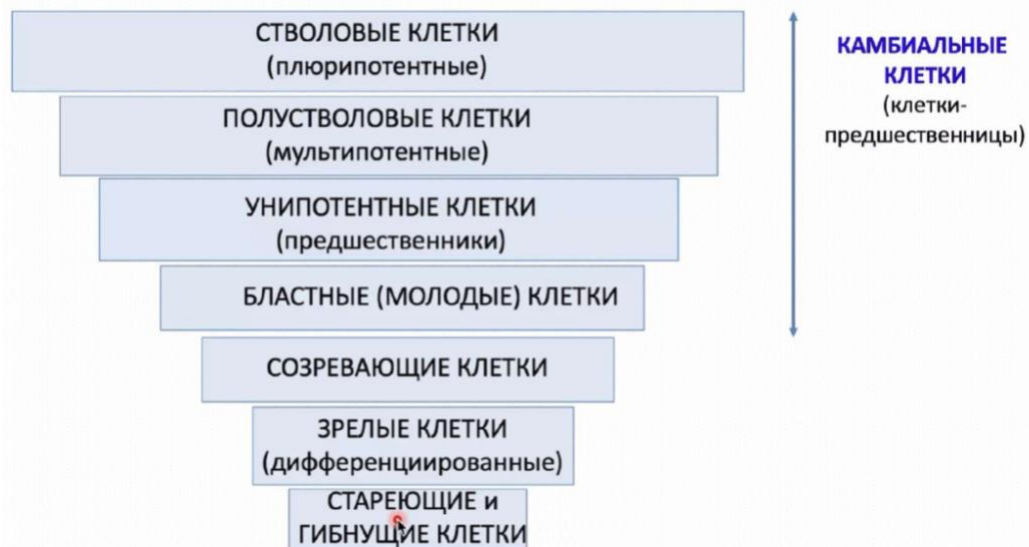 СТВОЛОВЫЕ КЛЕТКИ
(плюрипотентные)
ПОЛУСТВОЛОВЫЕ КЛЕТКИ
(мультипотентные)
УНИПОТЕНТНЫЕ КЛЕТКИ
(предшественники)
БЛАСТНЫЕ (МОЛОДЫЕ) КЛЕТКИ
СОЗРЕВАЮЩИЕ КЛЕТКИ
ЗРЕЛЫЕ КЛЕТКИ
(дифференциированные)
СТАРЕЮЩИЕ и
ГИБНУЩИЕ КЛЕТКИ
КАМБИАЛЬНЫЕ
КЛЕТКИ
(клетки-
предшественницы)